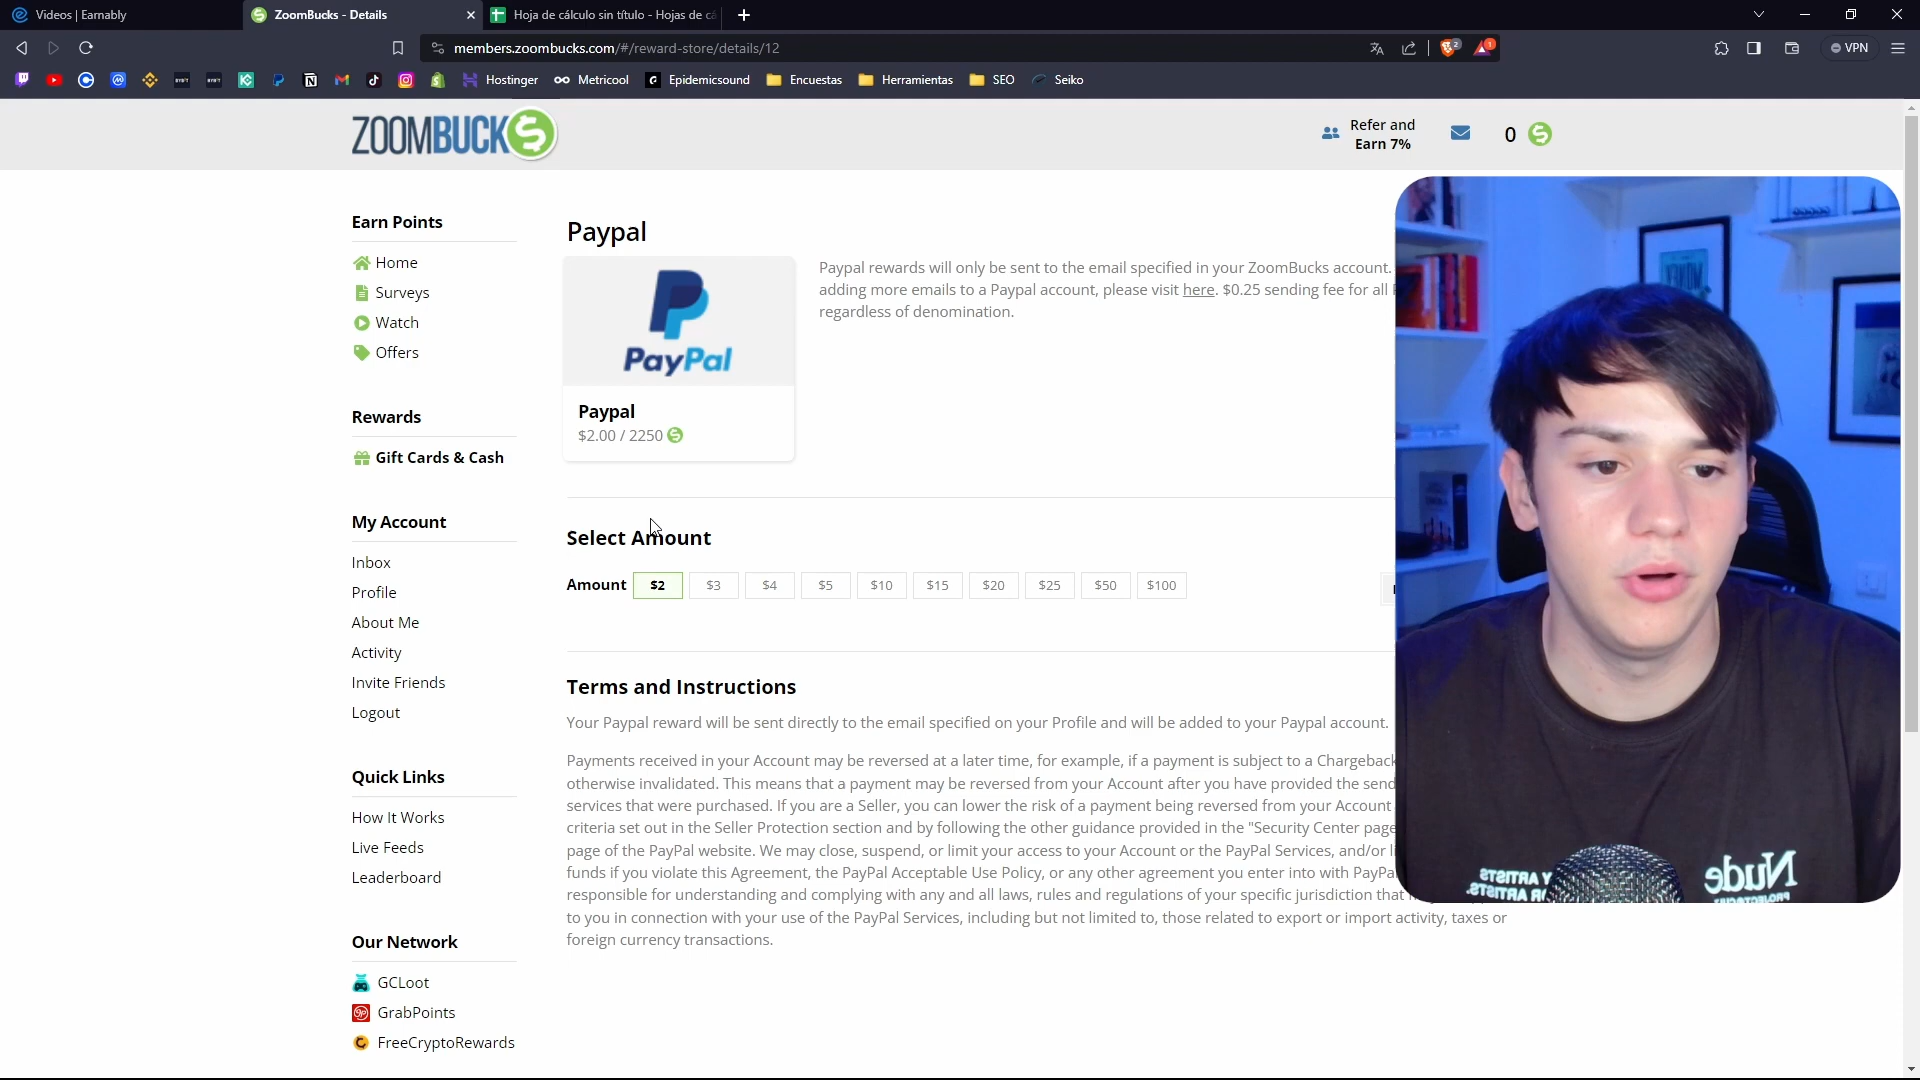 Videos | Earnably
ZoomBucks - Details
Hoja de cálculo sin título - Hojas de cá
members.zoombucks.com/#/reward-store/details/12
VPN
Hostinger
Metricool
Epidemicsound
Encuestas
Herramientas
SEO
Seiko
ZOOMBUCKS
Refer and
Earn 7%
0
Earn Points
Home
Surveys
Watch
Offers
Rewards
Gift Cards & Cash
My Account
Inbox
Profile
About Me
Activity
Invite Friends
Logout
Quick Links
How It Works
Live Feeds
Leaderboard
Our Network
GCLoot
GrabPoints
FreeCryptoRewards
Paypal
Paypal rewards will only be sent to the email specified in your ZoomBucks account.
adding more emails to a Paypal account, please visit here. $0.25 sending fee for all
regardless of denomination.
PayPal
Paypal
$2.00 / 2250
Select Amount
Amount $2 $3 $4 $5 $10 $15 $20 $25 $50 $100
Terms and Instructions
Your Paypal reward will be sent directly to the email specified on your Profile and will be added to your Paypal account.
Payments received in your Account may be reversed at a later time, for example, if a payment is subject to a Chargeback
otherwise invalidated. This means that a payment may be reversed from your Account after you have provided the send
services that were purchased. If you are a Seller, you can lower the risk of a payment being reversed from your Account
criteria set out in the Seller Protection section and by following the other guidance provided in the "Security Center page
page of the PayPal website. We may close, suspend, or limit your access to your Account or the PayPal Services, and/or li
funds if you violate this Agreement, the PayPal Acceptable Use Policy, or any other agreement you enter into with PayPa
responsible for understanding and complying with any and all laws, rules and regulations of your specific jurisdiction that
to you in connection with your use of the PayPal Services, including but not limited to, those related to export or import activity, taxes or
foreign currency transactions.
Nude